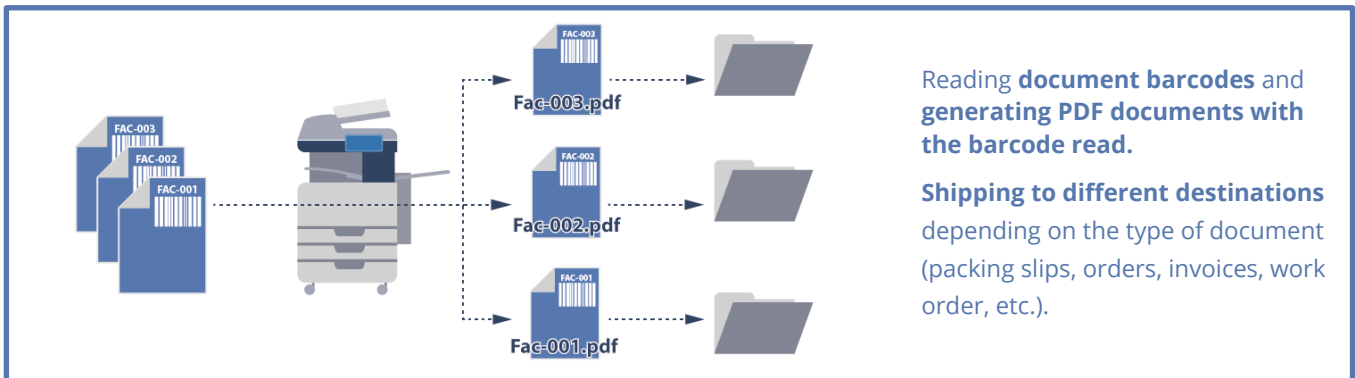 FAC-003
FAC-002
FAC-001
FAC-003
Fac-003.pdf
FAC-002
Fac-002.pdf
FAC-001
Fac-001.pdf
Reading document barcodes and
generating PDF documents with
the barcode read.
Shipping to different destinations
depending on the type of document
(packing slips, orders, invoices, work
order, etc.).